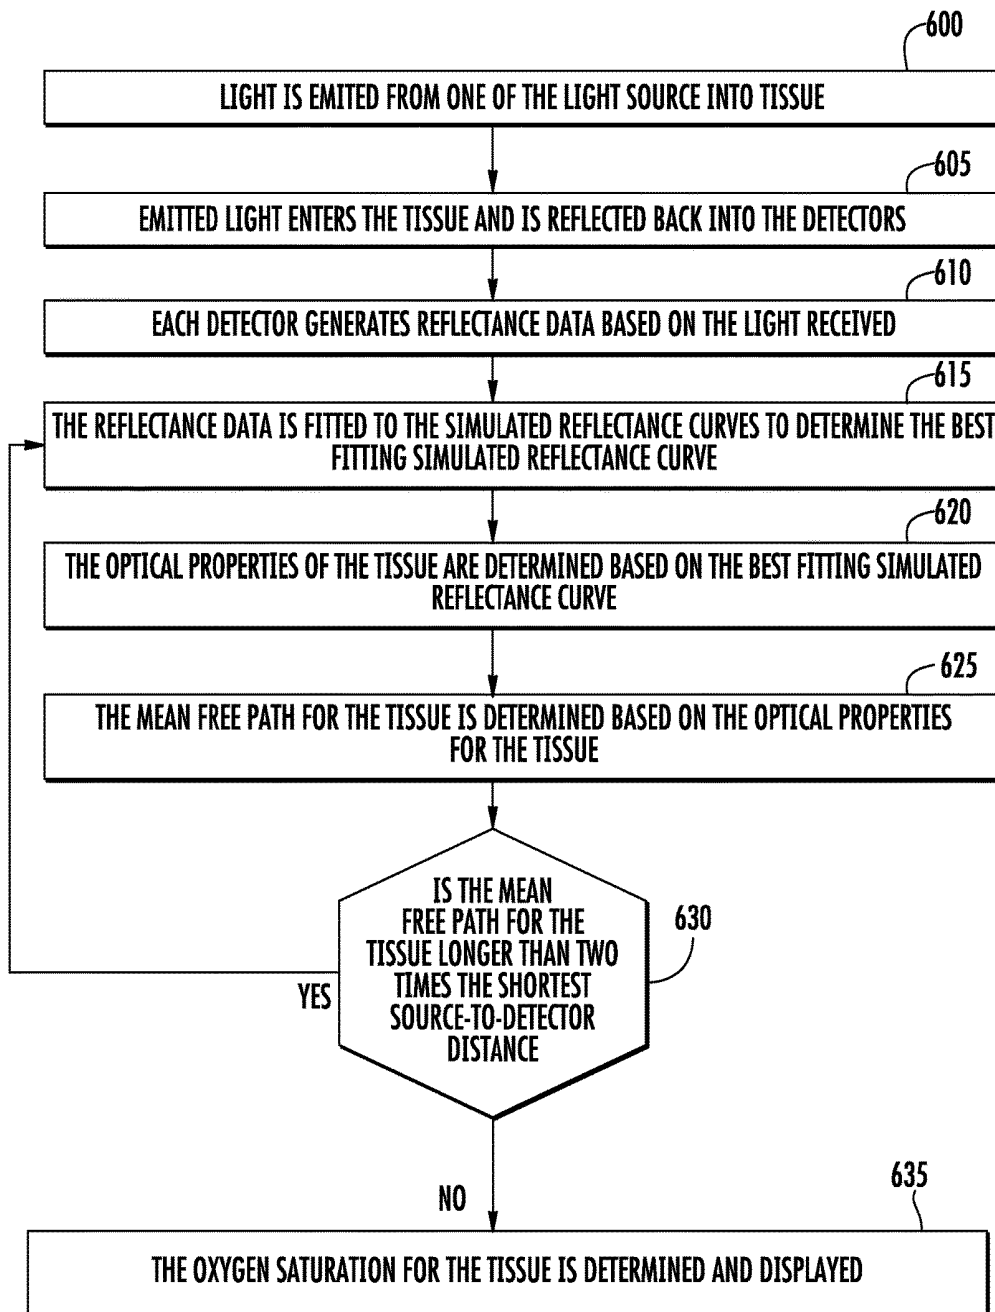 600
LIGHT IS EMITED FROM ONE OF THE LIGHT SOURCE INTO TISSUE
605
EMITTED LIGHT ENTERS THE TISSUE AND IS REFLECTED BACK INTO THE DETECTORS
610
EACH DETECTOR GENERATES REFLECTANCE DATA BASED ON THE LIGHT RECEIVED
615
THE REFLECTANCE DATA IS FITTED TO THE SIMULATED REFLECTANCE CURVES TO DETERMINE THE BEST
FITTING SIMULATED REFLECTANCE CURVE
620
THE OPTICAL PROPERTIES OF THE TISSUE ARE DETERMINED BASED ON THE BEST FITTING SIMULATED
REFLECTANCE CURVE
625
THE MEAN FREE PATH FOR THE TISSUE IS DETERMINED BASED ON THE OPTICAL PROPERTIES
FOR THE TISSUE
IS THE MEAN
FREE PATH FOR THE
TISSUE LONGER THAN TWO
TIMES THE SHORTEST
SOURCE-TO-DETECTOR
DISTANCE
630
YES
NO
635
THE OXYGEN SATURATION FOR THE TISSUE IS DETERMINED AND DISPLAYED